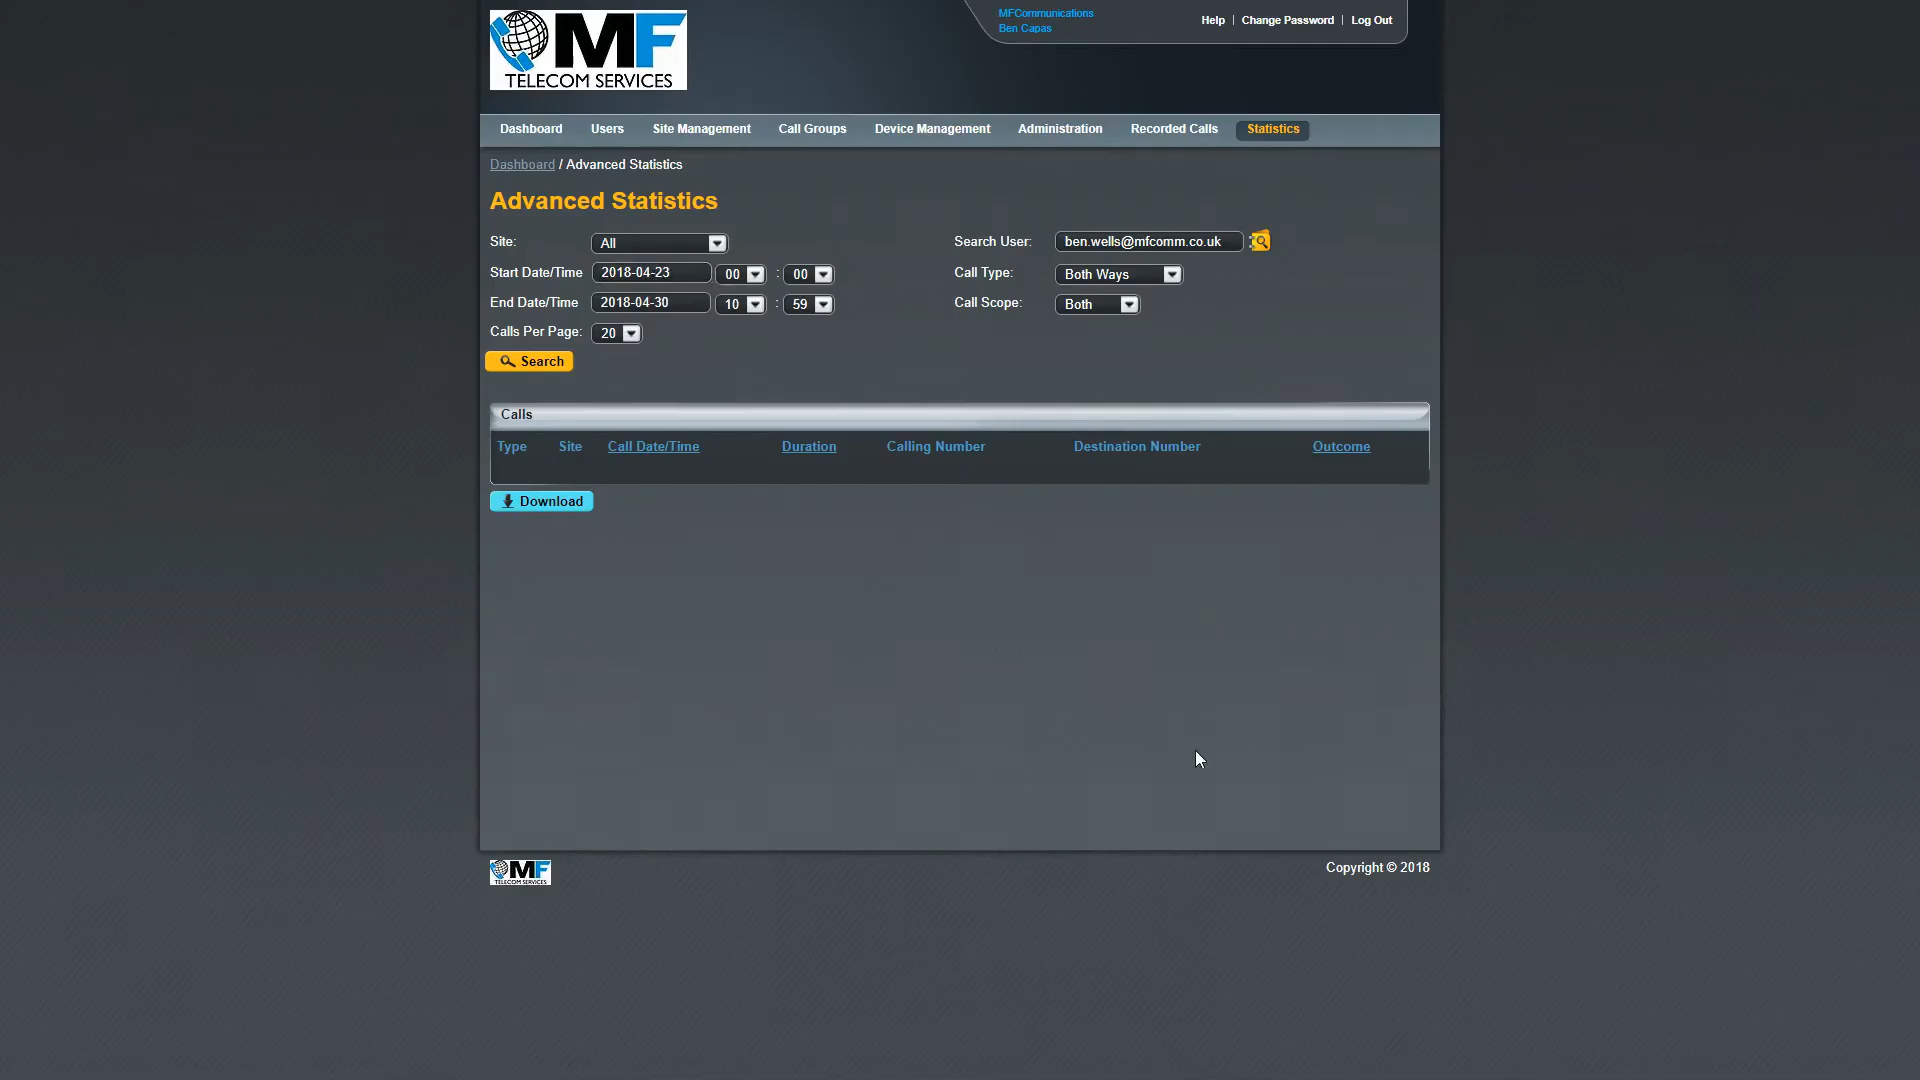 MF
TELECOM SERVICES
MFCommunications
Ben Capas
Help | Change Password | Log Out
Dashboard Users Site Management Call Groups Device Management Administration Recorded Calls Statistics
Dashboard / Advanced Statistics
Advanced Statistics
Site: All Search User: ben.wells@mfcomm.co.uk
Start Date/Time 2018-04-23 00 : 00 Call Type: Both Ways
End Date/Time 2018-04-30 10 : 59 Call Scope: Both
Calls Per Page: 20
Search
Calls
Type Site Call Date/Time Duration Calling Number Destination Number Outcome
Download
MF
TELECOM SERVICES
Copyright © 2018